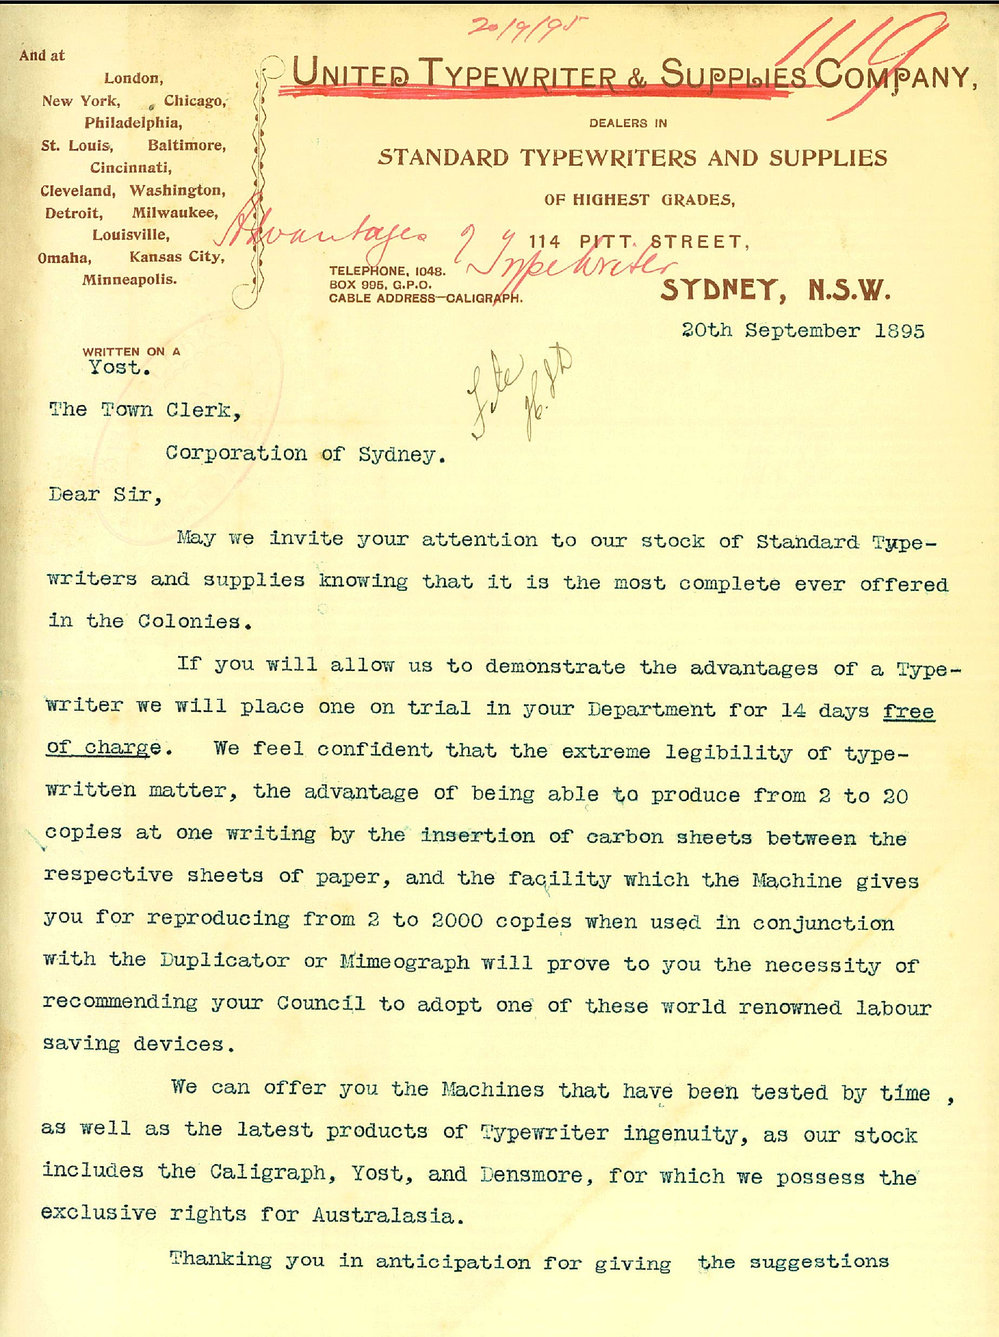 20/9/95
1119
And at
London,
New York, Chicago,
Philadelphia,
St. Louis, Baltimore,
Cincinnati,
Cleveland, Washington,
Detroit, Milwaukee,
Louisville,
Omaha, Kansas City,
Minneapolis.
UNITED TYPEWRITER & SUPPLIES COMPANY,
DEALERS IN
STANDARD TYPEWRITERS AND SUPPLIES
OF HIGHEST GRADES,
114 PITT STREET,
Advantages of Typewriter
TELEPHONE, 1048.
BOX 995, G.P.O.
CABLE ADDRESS—CALIGRAPH.
SYDNEY, N.S.W.
20th September 1895
WRITTEN ON A
Yost.
File
The Town Clerk,
Corporation of Sydney.
Dear Sir,
May we invite your attention to our stock of Standard Type-
writers and supplies knowing that it is the most complete ever offered
in the Colonies.
If you will allow us to demonstrate the advantages of a Type-
writer we will place one on trial in your Department for 14 days free
of charge. We feel confident that the extreme legibility of type-
written matter, the advantage of being able to produce from 2 to 20
copies at one writing by the insertion of carbon sheets between the
respective sheets of paper, and the facility which the Machine gives
you for reproducing from 2 to 2000 copies when used in conjunction
with the Duplicator or Mimeograph will prove to you the necessity of
recommending your Council to adopt one of these world renowned labour
saving devices.
We can offer you the Machines that have been tested by time ,
as well as the latest products of Typewriter ingenuity, as our stock
includes the Caligraph, Yost, and Densmore, for which we possess the
exclusive rights for Australasia.
Thanking you in anticipation for giving the suggestions